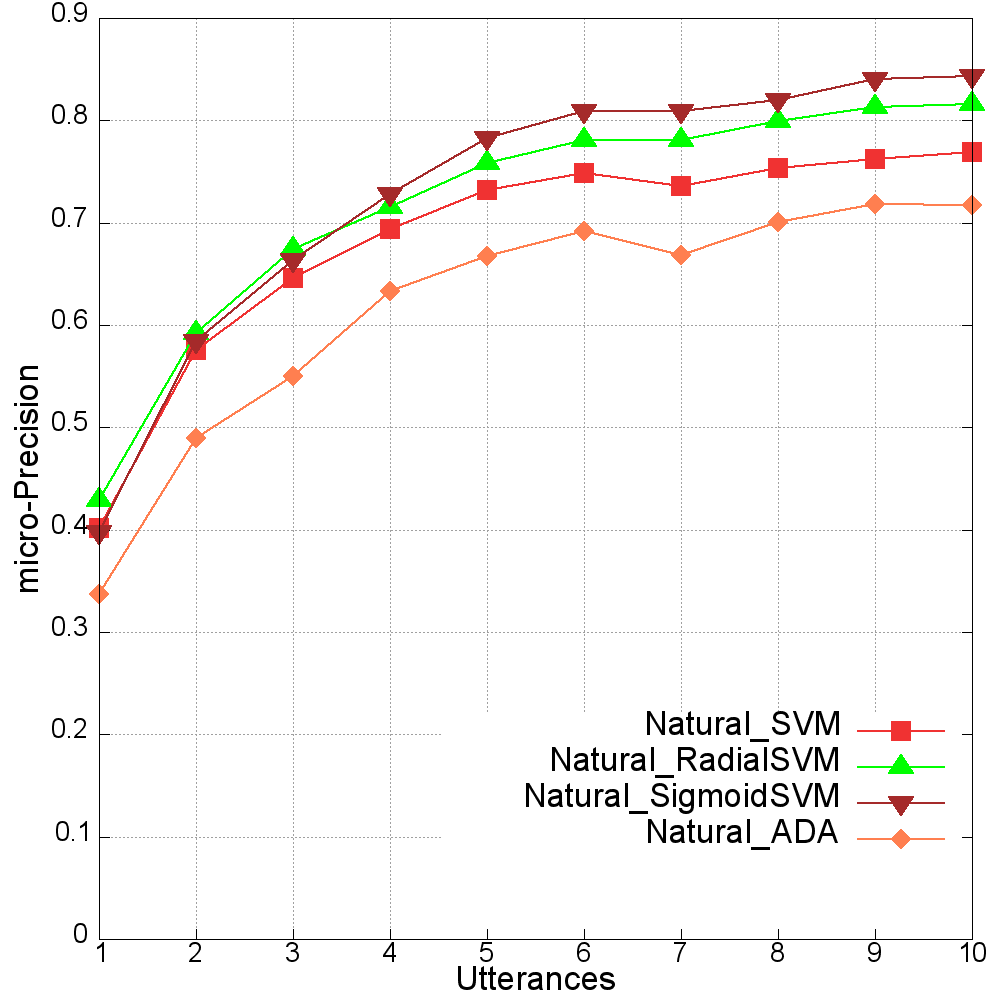 0.9
0.8
0.7
0.6
0.5
0.4
0.3
0.2
0.1
0
micro-Precision
Natural_SVM
Natural_RadialSVM
Natural_SigmoidSVM
Natural_ADA
1 2 3 4 5 6 7 8 9 10
Utterances